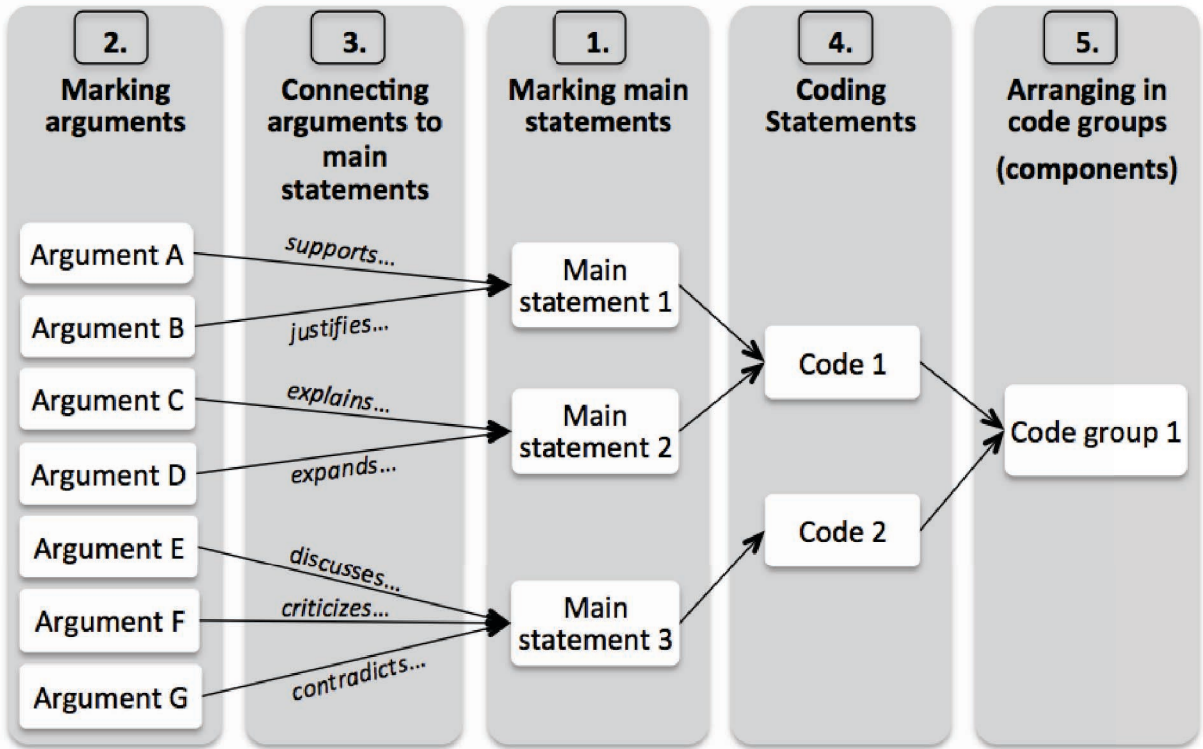 2.
Marking
arguments
Argument A
Argument B
Argument C
Argument D
Argument E
Argument F
Argument G
3.
Connecting
arguments to
main
statements
supports...
justifies...
explains...
expands...
discusses...
criticizes...
contradicts...
1.
Marking main
statements
Main
statement 1
Main
statement 2
Main
statement 3
4.
Coding
Statements
Code 1
Code 2
5.
Arranging in
code groups
(components)
Code group 1